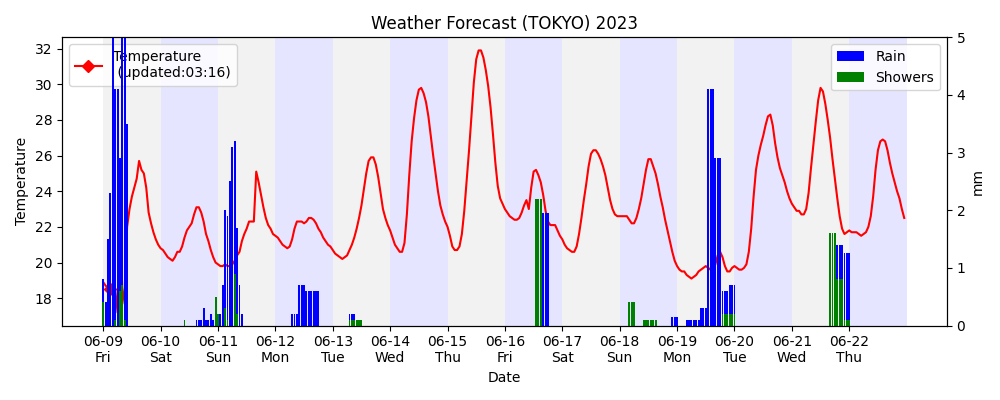 Weather Forecast (TOKYO) 2023
Temperature
(updated:03:16)
Rain
Showers
32
30
28
26
24
22
20
18
Temperature
5
4
3
2
1
0
mm
06-09 06-10 06-11 06-12 06-13 06-14 06-15 06-16 06-17 06-18 06-19 06-20 06-21 06-22
Fri Sat Sun Mon Tue Wed Thu Fri Sat Sun Mon Tue Wed Thu
Date